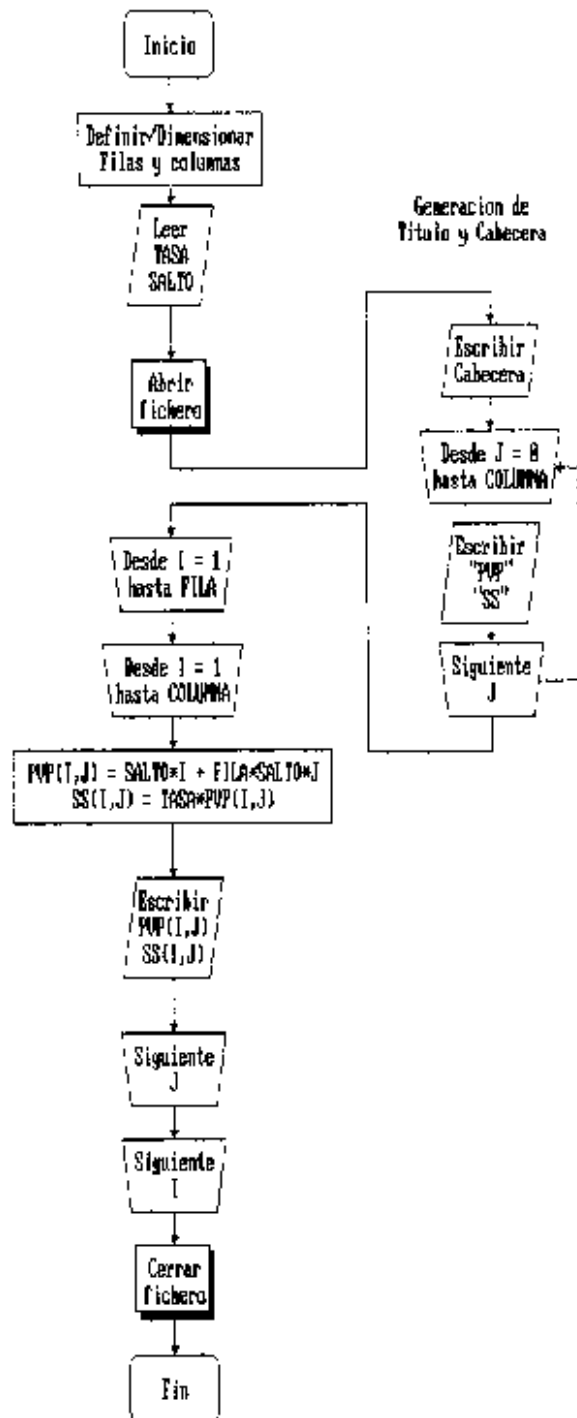 Inicio
Definir/Dimensionar
Filas y columnas
Leer
TASA
SALTO
Abrir
fichero
Generacion de
Titulo y Cabecera
Escribir
Cabecera
Desde J = 0
hasta COLUMNA
Escribir
"PVP"
"SS"
Siguiente
J
Desde I = 1
hasta FILA
Desde J = 1
hasta COLUMNA
PVP(I,J) = SALTO*I + FILA*SALTO*J
SS(I,J) = TASA*PVP(I,J)
Escribir
PVP(I,J)
SS(I,J)
Siguiente
J
Siguiente
I
Cerrar
fichero
Fin